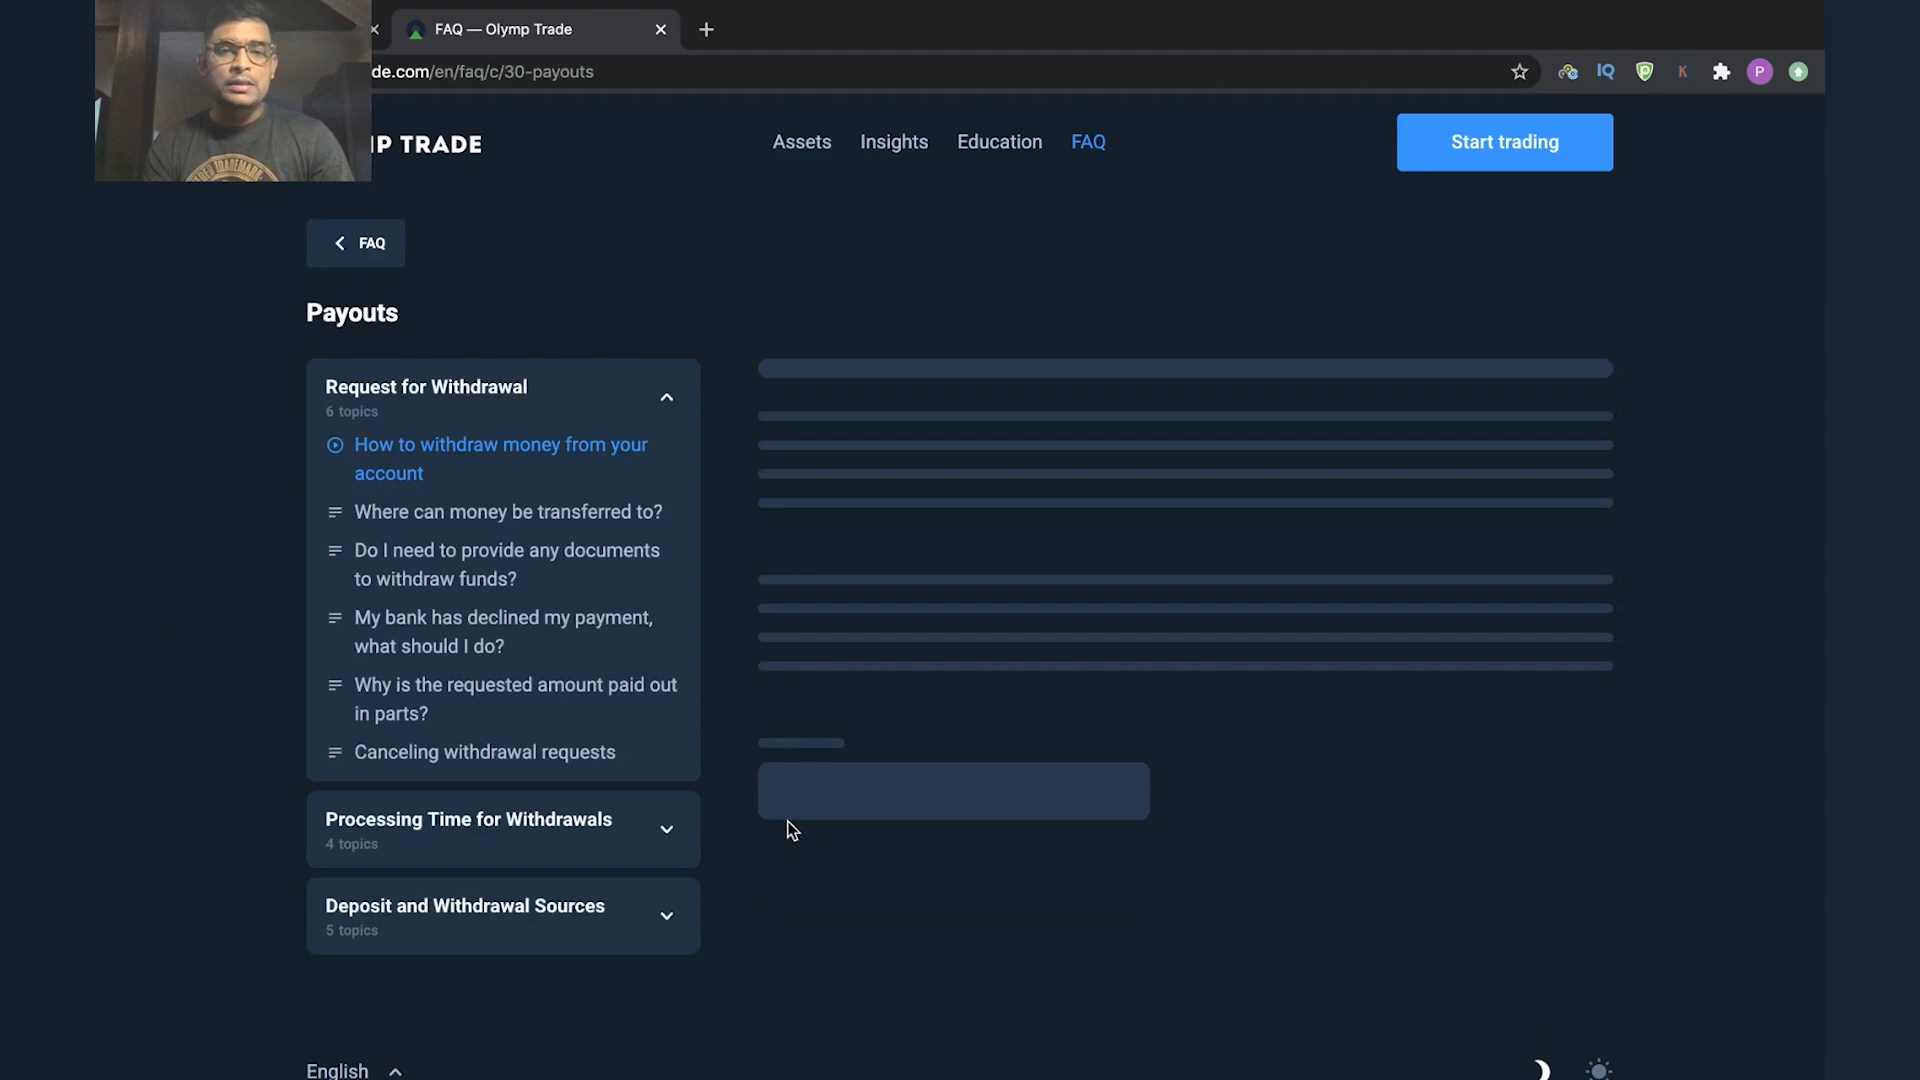 FAQ — Olymp Trade
de.com/en/faq/c/30-payouts
IQ
K
P
TRADE
Assets
Insights
Education
FAQ
Start trading
FAQ
Payouts
Request for Withdrawal
6 topics
How to withdraw money from your
account
Where can money be transferred to?
Do I need to provide any documents
to withdraw funds?
My bank has declined my payment,
what should I do?
Why is the requested amount paid out
in parts?
Canceling withdrawal requests
Processing Time for Withdrawals
4 topics
Deposit and Withdrawal Sources
5 topics
English